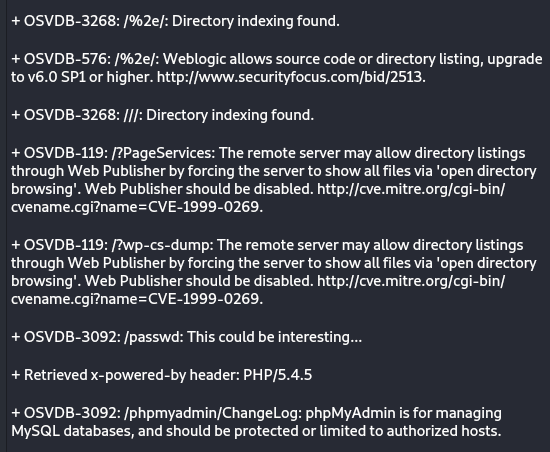 + OSVDB-3268: /%2e/: Directory indexing found.
+ OSVDB-576: /%2e/: Weblogic allows source code or directory listing, upgrade
to v6.0 SP1 or higher. http://www.securityfocus.com/bid/2513.
+ OSVDB-3268: ///: Directory indexing found.
+ OSVDB-119: /?PageServices: The remote server may allow directory listings
through Web Publisher by forcing the server to show all files via 'open directory
browsing'. Web Publisher should be disabled. http://cve.mitre.org/cgi-bin/
cvename.cgi?name=CVE-1999-0269.
+ OSVDB-119: /?wp-cs-dump: The remote server may allow directory listings
through Web Publisher by forcing the server to show all files via 'open directory
browsing'. Web Publisher should be disabled. http://cve.mitre.org/cgi-bin/
cvename.cgi?name=CVE-1999-0269.
+ OSVDB-3092: /passwd: This could be interesting...
+ Retrieved x-powered-by header: PHP/5.4.5
+ OSVDB-3092: /phpmyadmin/ChangeLog: phpMyAdmin is for managing
MySQL databases, and should be protected or limited to authorized hosts.